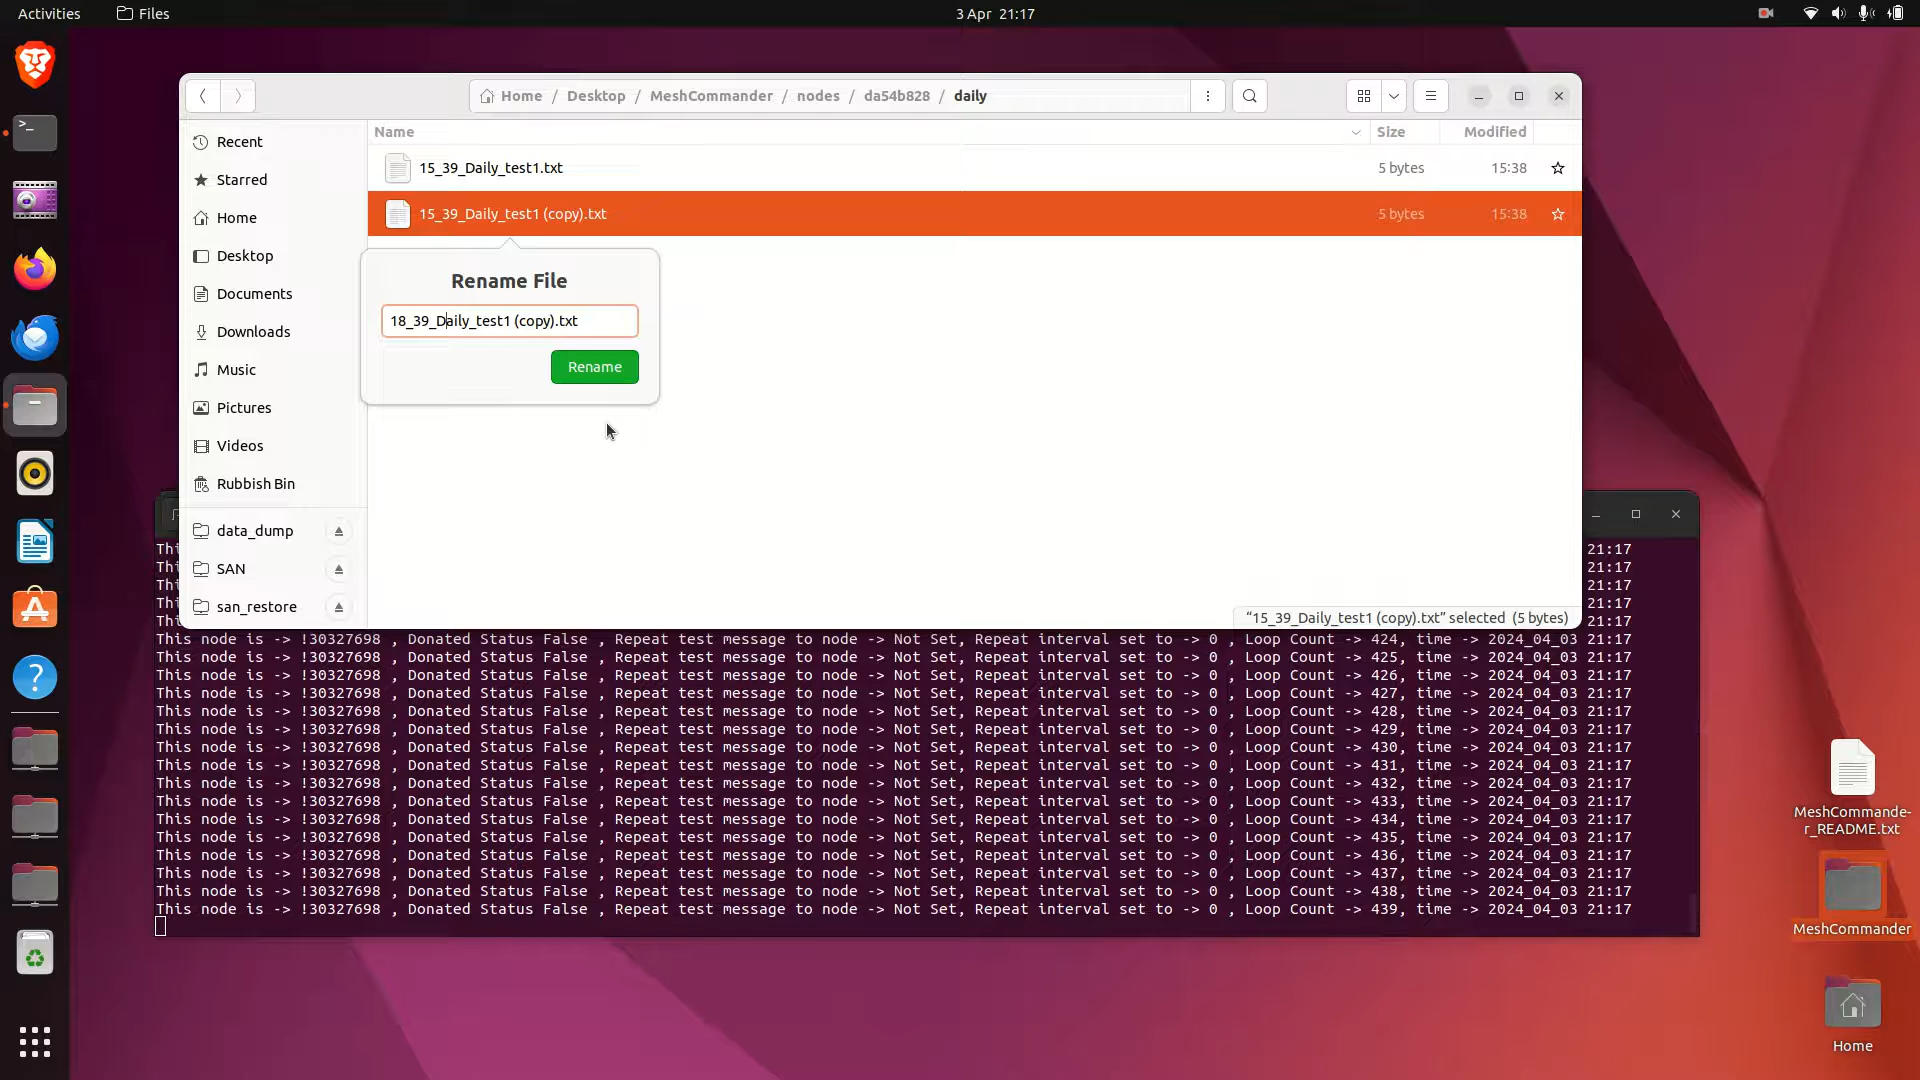 Activities Files 3 Apr 21:17
Home / Desktop / MeshCommander / nodes / da54b828 / daily
Name Size Modified
Recent
Starred
Home
Desktop
Documents
Downloads
Music
Pictures
Videos
Rubbish Bin
data_dump
SAN
san_restore
15_39_Daily_test1.txt 5 bytes 15:38
15_39_Daily_test1 (copy).txt 5 bytes 15:38
Rename File
18_39_Daily_test1 (copy).txt
Rename
“15_39_Daily_test1 (copy).txt” selected (5 bytes)
Thi 21:17
Thi 21:17
Thi 21:17
Thi 21:17
Thi 21:17
This node is -> !30327698 , Donated Status False , Repeat test message to node -> Not Set, Repeat interval set to -> 0 , Loop Count -> 424, time -> 2024_04_03 21:17
This node is -> !30327698 , Donated Status False , Repeat test message to node -> Not Set, Repeat interval set to -> 0 , Loop Count -> 425, time -> 2024_04_03 21:17
This node is -> !30327698 , Donated Status False , Repeat test message to node -> Not Set, Repeat interval set to -> 0 , Loop Count -> 426, time -> 2024_04_03 21:17
This node is -> !30327698 , Donated Status False , Repeat test message to node -> Not Set, Repeat interval set to -> 0 , Loop Count -> 427, time -> 2024_04_03 21:17
This node is -> !30327698 , Donated Status False , Repeat test message to node -> Not Set, Repeat interval set to -> 0 , Loop Count -> 428, time -> 2024_04_03 21:17
This node is -> !30327698 , Donated Status False , Repeat test message to node -> Not Set, Repeat interval set to -> 0 , Loop Count -> 429, time -> 2024_04_03 21:17
This node is -> !30327698 , Donated Status False , Repeat test message to node -> Not Set, Repeat interval set to -> 0 , Loop Count -> 430, time -> 2024_04_03 21:17
This node is -> !30327698 , Donated Status False , Repeat test message to node -> Not Set, Repeat interval set to -> 0 , Loop Count -> 431, time -> 2024_04_03 21:17
This node is -> !30327698 , Donated Status False , Repeat test message to node -> Not Set, Repeat interval set to -> 0 , Loop Count -> 432, time -> 2024_04_03 21:17
This node is -> !30327698 , Donated Status False , Repeat test message to node -> Not Set, Repeat interval set to -> 0 , Loop Count -> 433, time -> 2024_04_03 21:17
This node is -> !30327698 , Donated Status False , Repeat test message to node -> Not Set, Repeat interval set to -> 0 , Loop Count -> 434, time -> 2024_04_03 21:17
This node is -> !30327698 , Donated Status False , Repeat test message to node -> Not Set, Repeat interval set to -> 0 , Loop Count -> 435, time -> 2024_04_03 21:17
This node is -> !30327698 , Donated Status False , Repeat test message to node -> Not Set, Repeat interval set to -> 0 , Loop Count -> 436, time -> 2024_04_03 21:17
This node is -> !30327698 , Donated Status False , Repeat test message to node -> Not Set, Repeat interval set to -> 0 , Loop Count -> 437, time -> 2024_04_03 21:17
This node is -> !30327698 , Donated Status False , Repeat test message to node -> Not Set, Repeat interval set to -> 0 , Loop Count -> 438, time -> 2024_04_03 21:17
This node is -> !30327698 , Donated Status False , Repeat test message to node -> Not Set, Repeat interval set to -> 0 , Loop Count -> 439, time -> 2024_04_03 21:17
MeshCommande-
r_README.txt
MeshCommander
Home